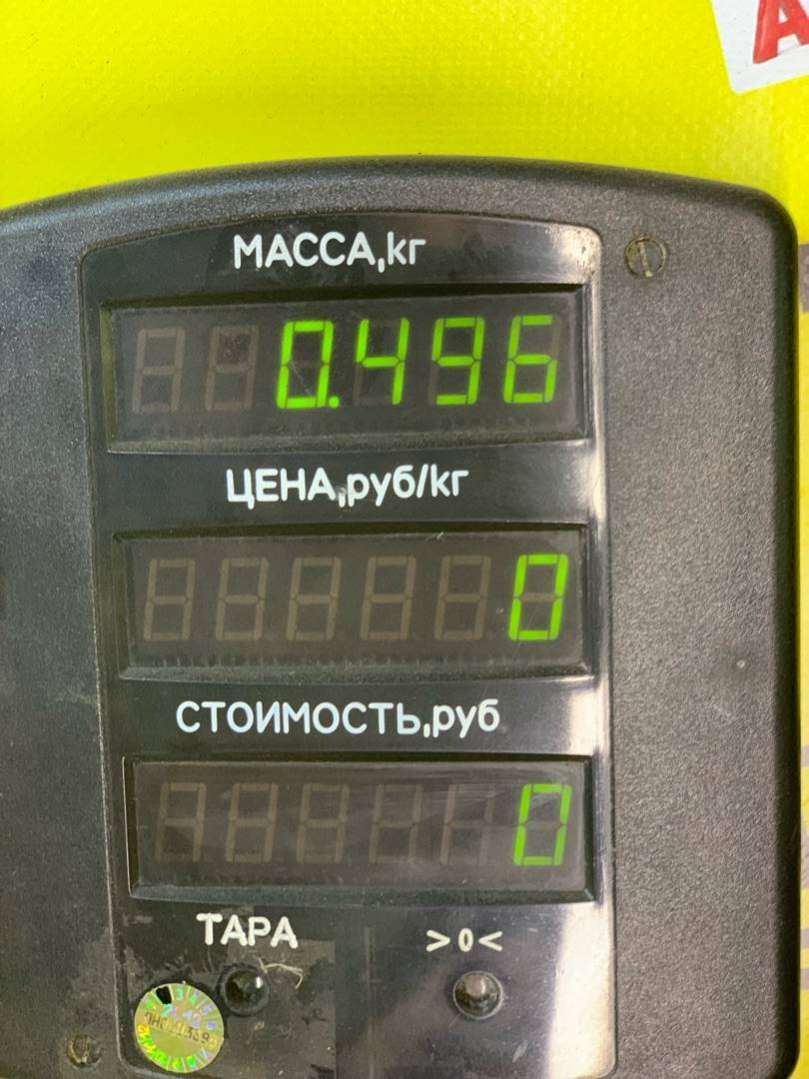 А
МАССА,кг
0.496
ЦЕНА,руб/кг
0
СТОИМОСТЬ,руб
0
ТАРА >0<